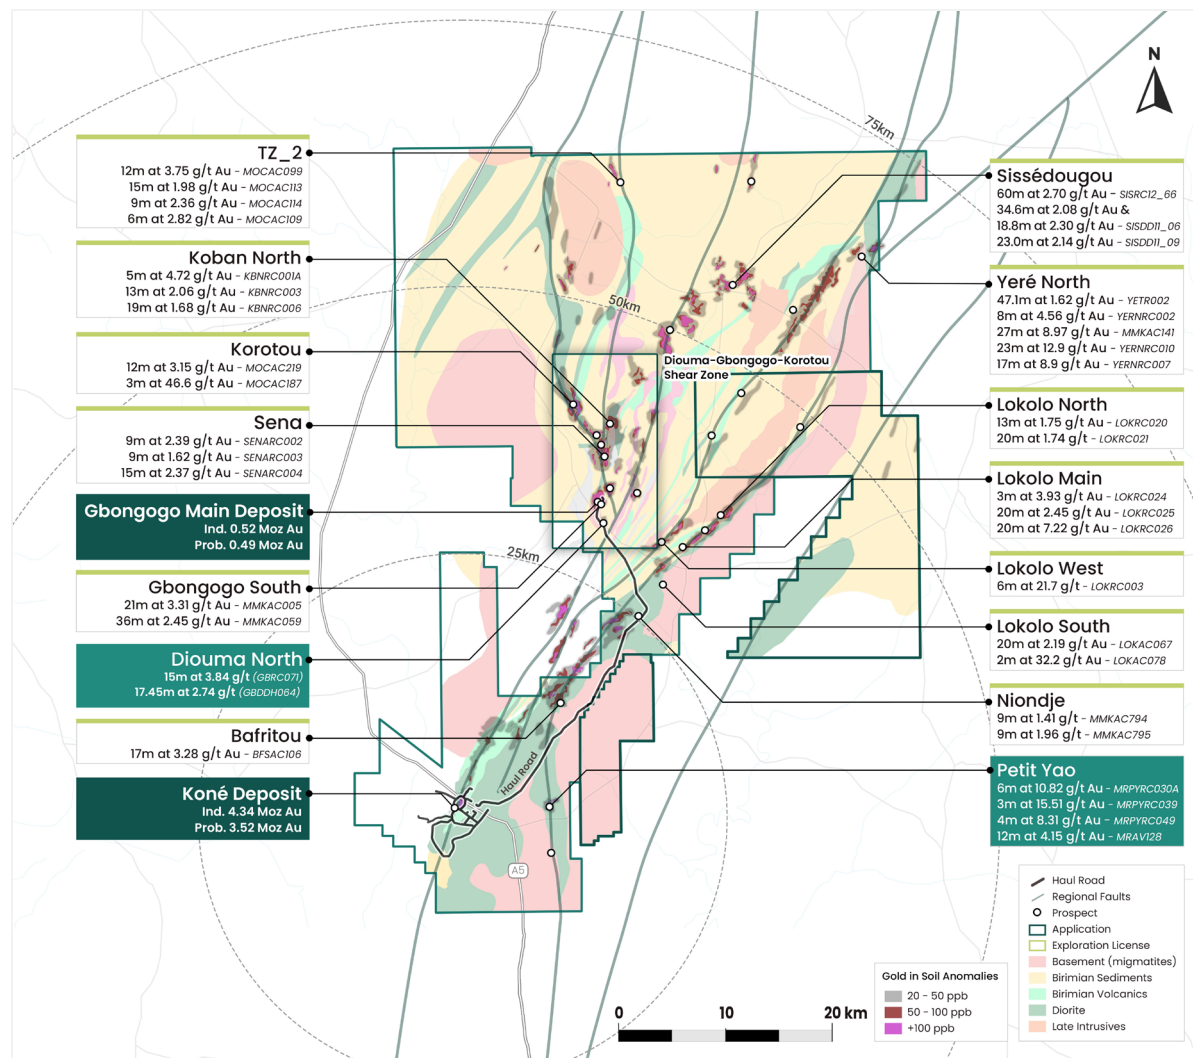 N
75km
50km
25km
TZ_2
12m at 3.75 g/t Au - MOCAC099
15m at 1.98 g/t Au - MOCAC113
9m at 2.36 g/t Au - MOCAC114
6m at 2.82 g/t Au - MOCAC109
Koban North
5m at 4.72 g/t Au - KBNRC001A
13m at 2.06 g/t Au - KBNRC003
19m at 1.68 g/t Au - KBNRC006
Korotou
12m at 3.15 g/t Au - MOCAC219
3m at 46.6 g/t Au - MOCAC187
Sena
9m at 2.39 g/t Au - SENARC002
9m at 1.62 g/t Au - SENARC003
15m at 2.37 g/t Au - SENARC004
Gbongogo Main Deposit
Ind. 0.52 Moz Au
Prob. 0.49 Moz Au
Gbongogo South
21m at 3.31 g/t Au - MMKAC005
36m at 2.45 g/t Au - MMKAC059
Diouma North
15m at 3.84 g/t (GBRC071)
17.45m at 2.74 g/t (GBDDH064)
Bafritou
17m at 3.28 g/t Au - BFSAC106
Koné Deposit
Ind. 4.34 Moz Au
Prob. 3.52 Moz Au
Diouma-Gbongogo-Korotou
Shear Zone
Haul Road
A5
Sissédougou
60m at 2.70 g/t Au - SISRC12_66
34.6m at 2.08 g/t Au &
18.8m at 2.30 g/t Au - SISDD11_06
23.0m at 2.14 g/t Au - SISDD11_09
Yeré North
47.1m at 1.62 g/t Au - YETR002
8m at 4.56 g/t Au - YERNRC002
27m at 8.97 g/t Au - MMKAC141
23m at 12.9 g/t Au - YERNRC010
17m at 8.9 g/t Au - YERNRC007
Lokolo North
13m at 1.75 g/t Au - LOKRC020
20m at 1.74 g/t - LOKRC021
Lokolo Main
3m at 3.93 g/t Au - LOKRC024
20m at 2.45 g/t Au - LOKRC025
20m at 7.22 g/t Au - LOKRC026
Lokolo West
6m at 21.7 g/t - LOKRC003
Lokolo South
20m at 2.19 g/t Au - LOKAC067
2m at 32.2 g/t Au - LOKAC078
Niondje
9m at 1.41 g/t - MMKAC794
9m at 1.96 g/t - MMKAC795
Petit Yao
6m at 10.82 g/t Au - MRPYRC030A
3m at 15.51 g/t Au - MRPYRC039
4m at 8.31 g/t Au - MRPYRC049
12m at 4.15 g/t Au - MRAV128
Haul Road
Regional Faults
Prospect
Application
Exploration License
Basement (migmatites)
Birimian Sediments
Birimian Volcanics
Diorite
Late Intrusives
Gold in Soil Anomalies
20 - 50 ppb
50 - 100 ppb
+100 ppb
0 10 20 km